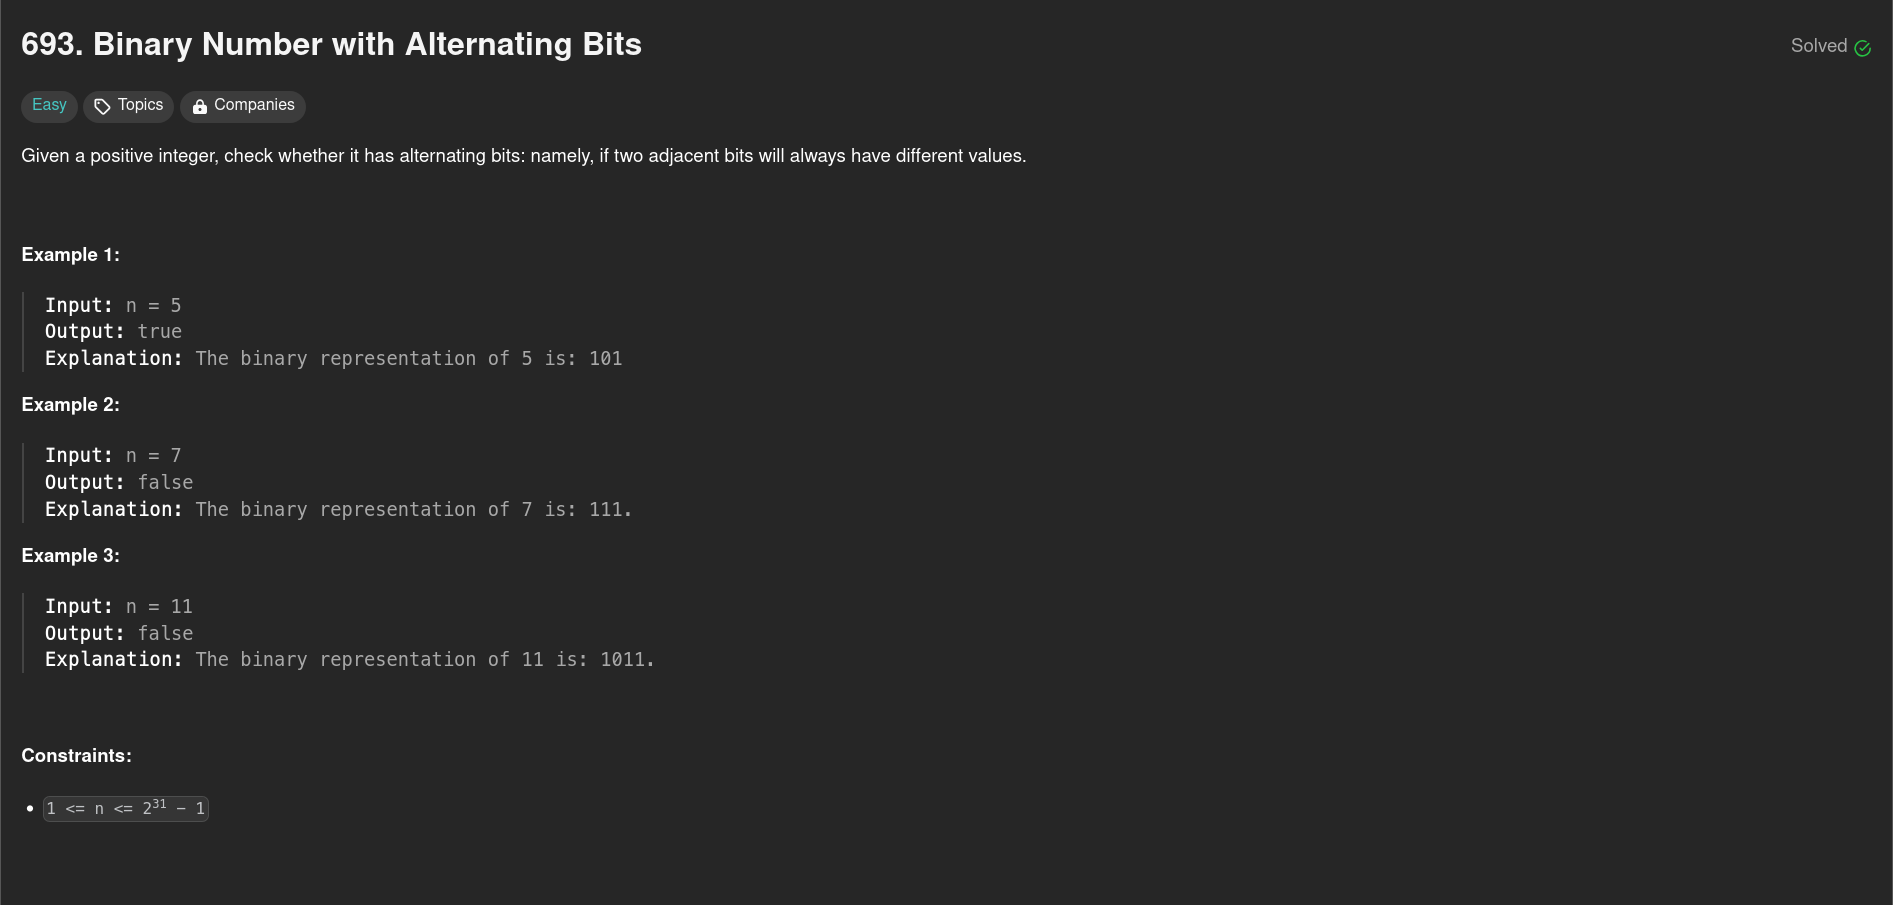 693. Binary Number with Alternating Bits
Solved
Easy Topics Companies
Given a positive integer, check whether it has alternating bits: namely, if two adjacent bits will always have different values.
Example 1:
Input: n = 5
Output: true
Explanation: The binary representation of 5 is: 101
Example 2:
Input: n = 7
Output: false
Explanation: The binary representation of 7 is: 111.
Example 3:
Input: n = 11
Output: false
Explanation: The binary representation of 11 is: 1011.
Constraints:
• 1 <= n <= 2³¹ - 1